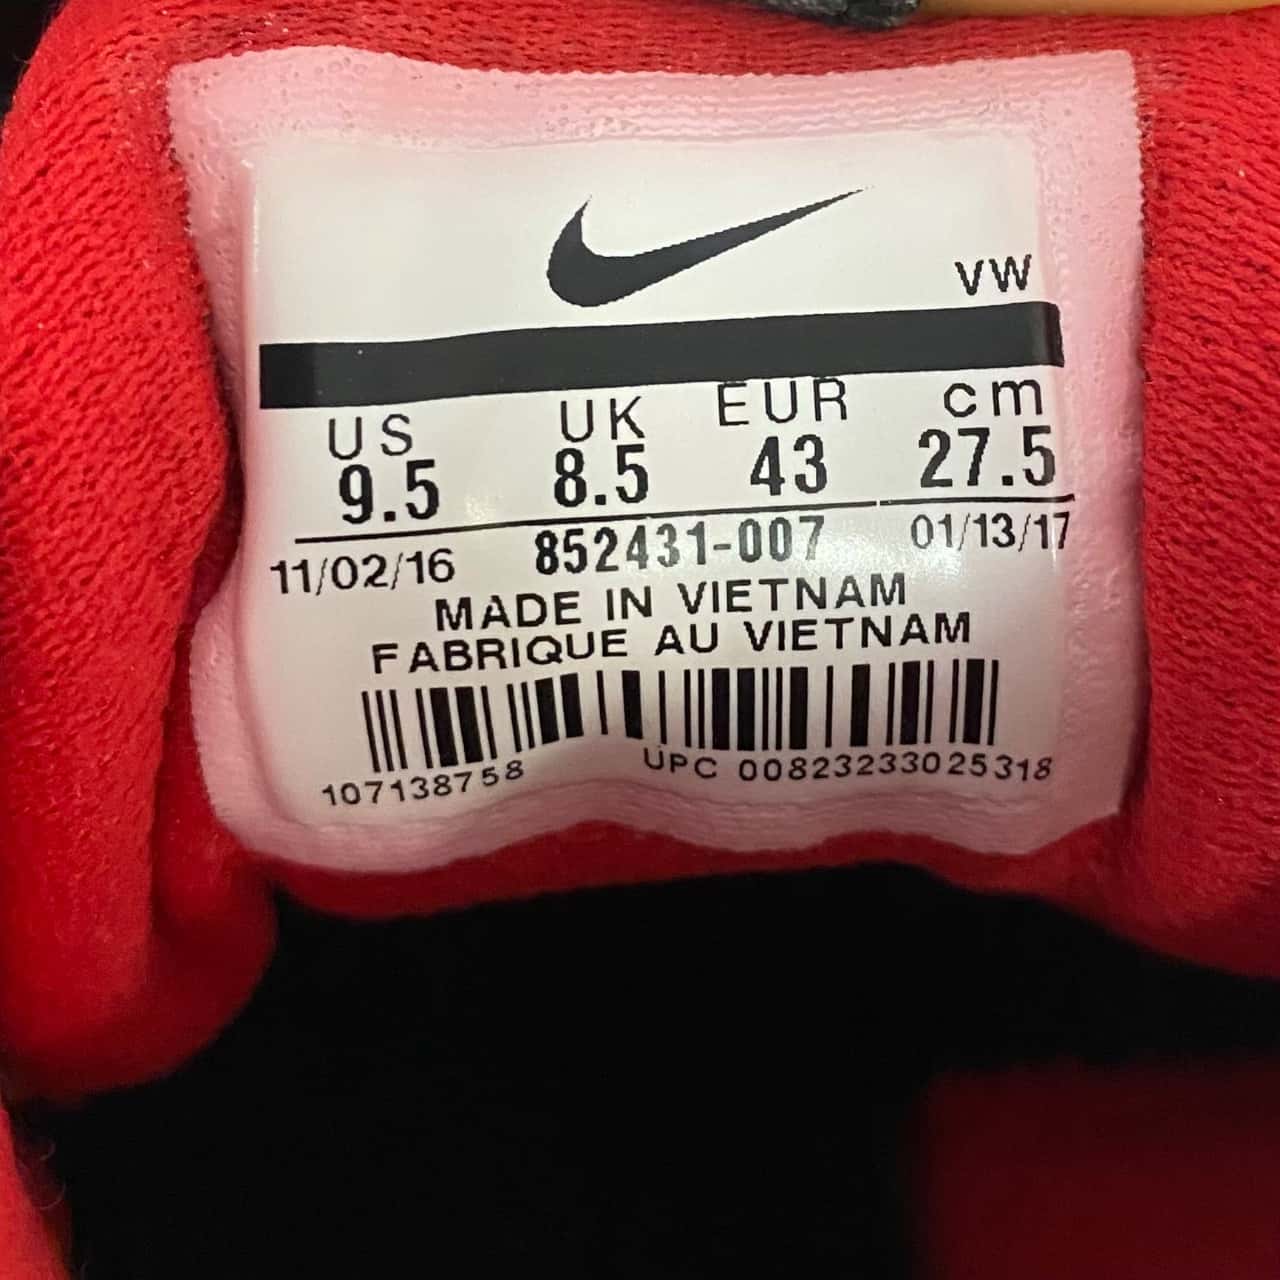 VW
US UK EUR cm
9.5 8.5 43 27.5
11/02/16 852431-007 01/13/17
MADE IN VIETNAM
FABRIQUE AU VIETNAM
107138758 UPC 00823233025318